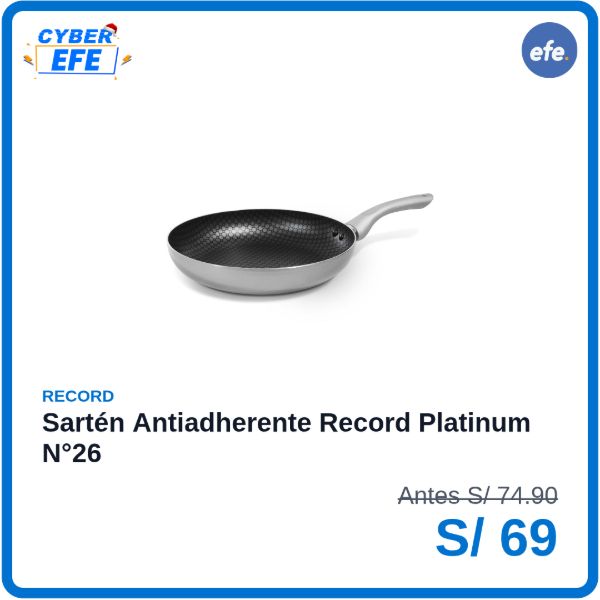 CYBER
EFE
efe.
RECORD
Sartén Antiadherente Record Platinum
N°26
Antes S/ 74.90
S/ 69